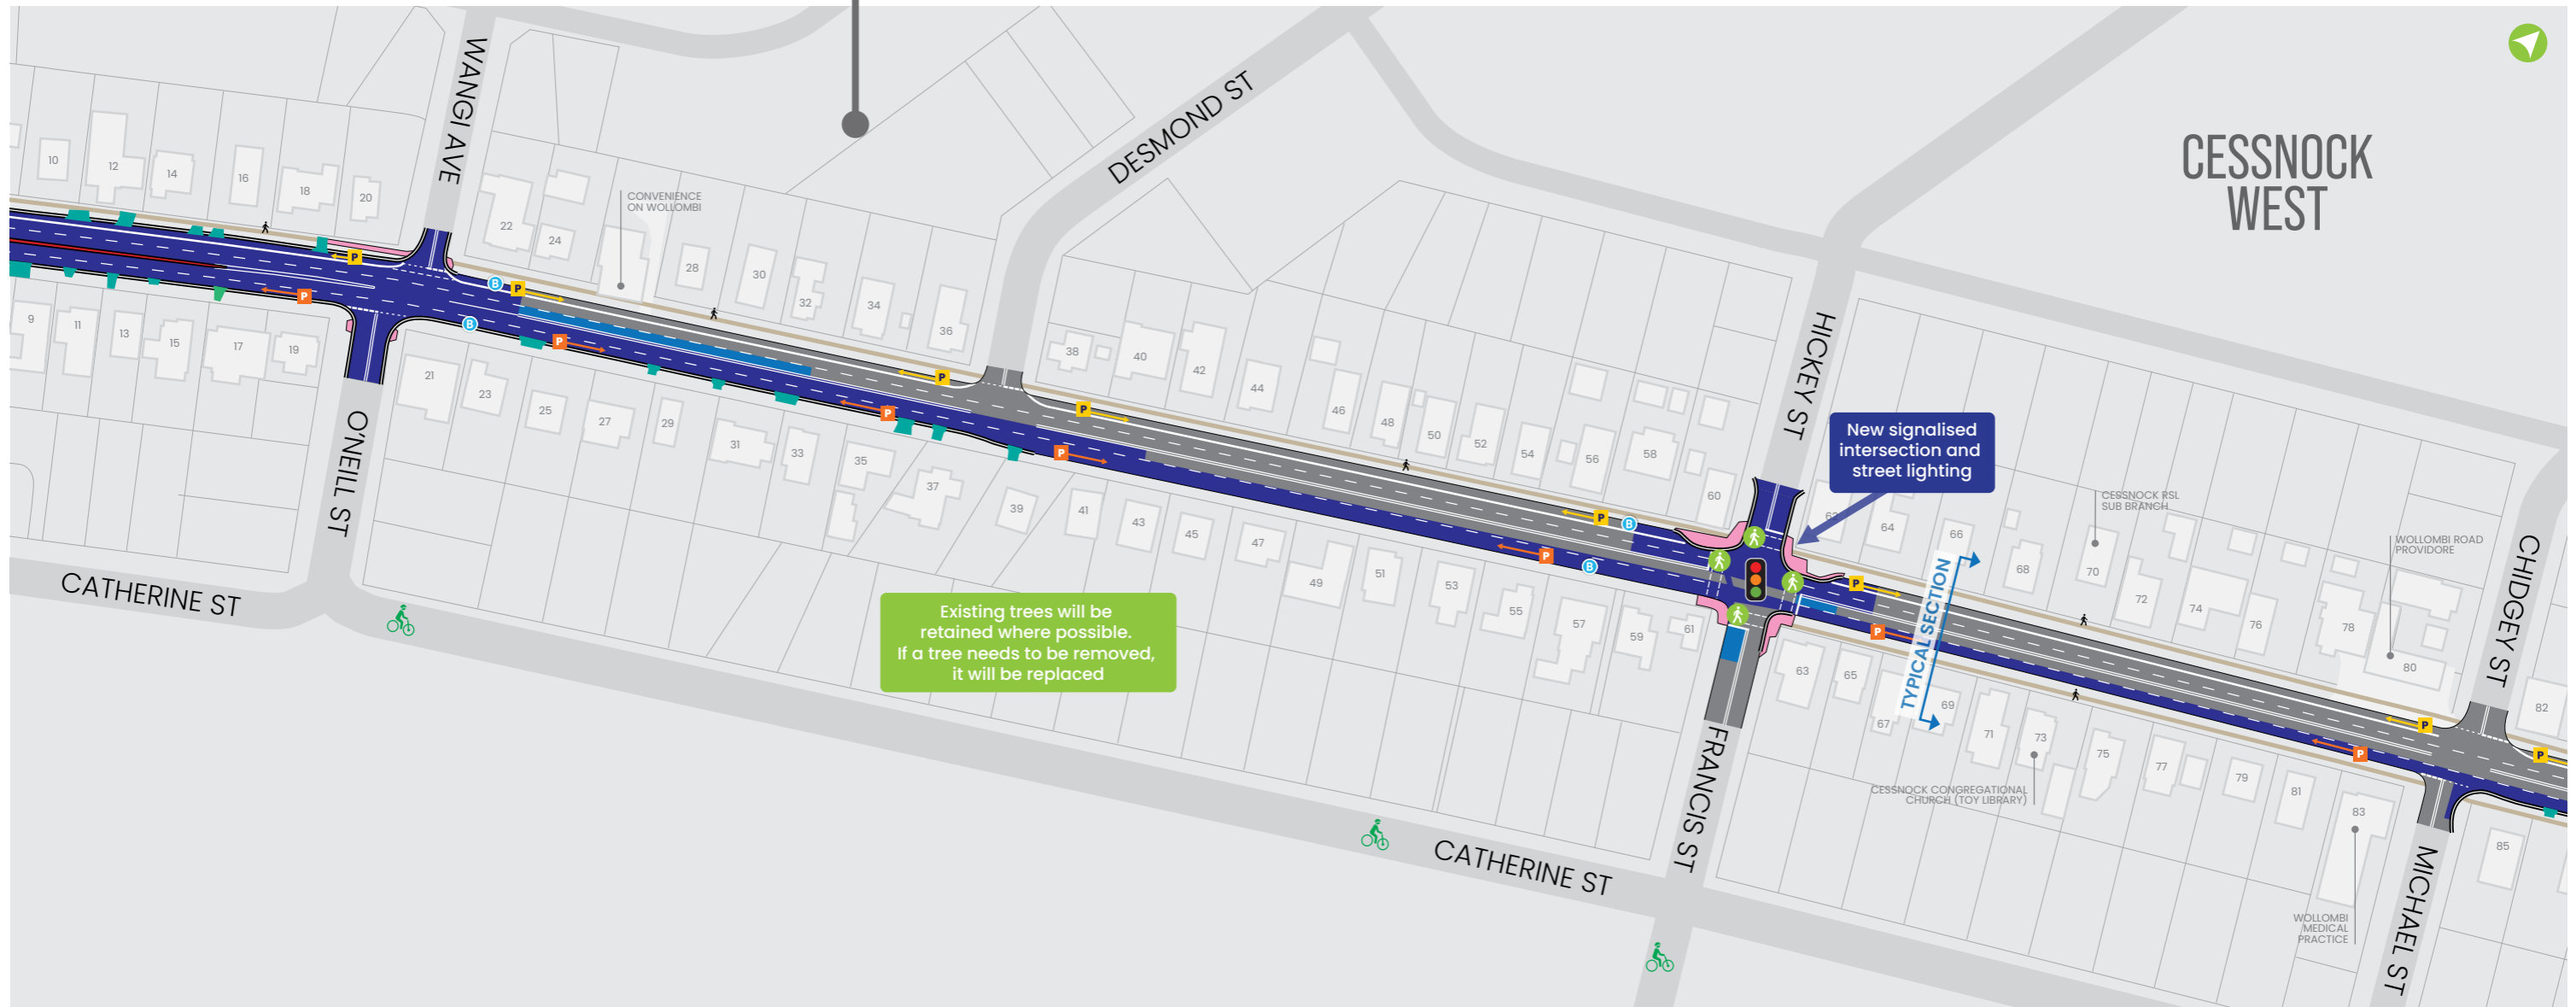 WANGI AVE
DESMOND ST
CESSNOCK
WEST
10
12
14
16
18
20
22
24
CONVENIENCE
ON WOLLOMBI
28
30
32
34
36
38
40
42
44
46
48
50
52
54
56
58
60
HICKEY ST
New signalised
intersection and
street lighting
64
66
CESSNOCK RSL
SUB BRANCH
68
70
72
74
76
78
WOLLOMBI ROAD
PROVIDORE
80
CHIDGEY ST
82
P
P
B
P
B
P
P
P
P
P
P
B
P
B
P
P
P
P
P
9
11
13
15
17
19
O'NEILL ST
21
23
25
27
29
31
33
35
37
39
41
43
45
47
49
51
53
55
57
59
61
63
65
67
TYPICAL SECTION
69
71
73
75
77
79
81
83
85
CATHERINE ST
Existing trees will be
retained where possible.
If a tree needs to be removed,
it will be replaced
CESSNOCK CONGREGATIONAL
CHURCH (TOY LIBRARY)
FRANCIS ST
CATHERINE ST
WOLLOMBI
MEDICAL
PRACTICE
MICHAEL ST